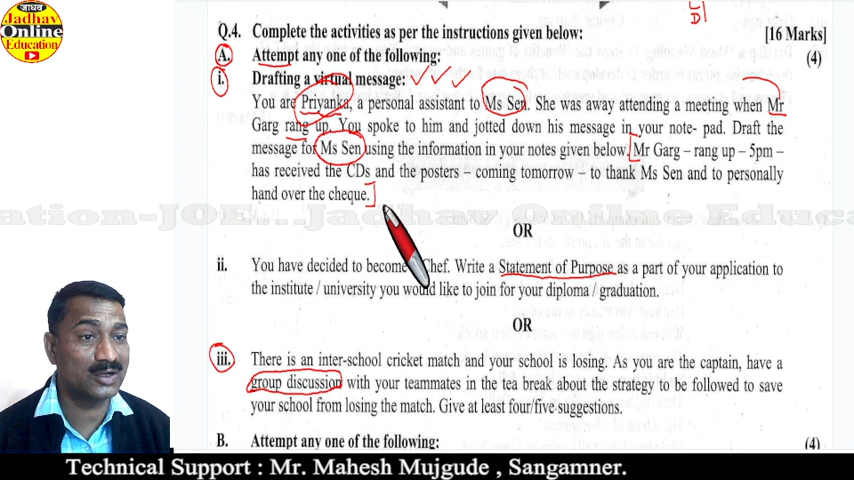 जाधव
Jadhav
Online
Education
L
D
Q.4. Complete the activities as per the instructions given below: [16 Marks]
A. Attempt any one of the following: (4)
i. Drafting a virtual message:
You are Priyanka, a personal assistant to Ms Sen. She was away attending a meeting when Mr
Garg rang up. You spoke to him and jotted down his message in your note- pad. Draft the
message for Ms Sen using the information in your notes given below. [Mr Garg – rang up – 5pm –
has received the CDs and the posters – coming tomorrow – to thank Ms Sen and to personally
hand over the cheque.]
ation-JOE...Jadhav Online Educa
OR
ii. You have decided to become Chef. Write a Statement of Purpose as a part of your application to
the institute / university you would like to join for your diploma / graduation.
OR
iii. There is an inter-school cricket match and your school is losing. As you are the captain, have a
group discussion with your teammates in the tea break about the strategy to be followed to save
your school from losing the match. Give at least four/five suggestions.
B. Attempt any one of the following: (4)
Technical Support : Mr. Mahesh Mujgude , Sangamner.